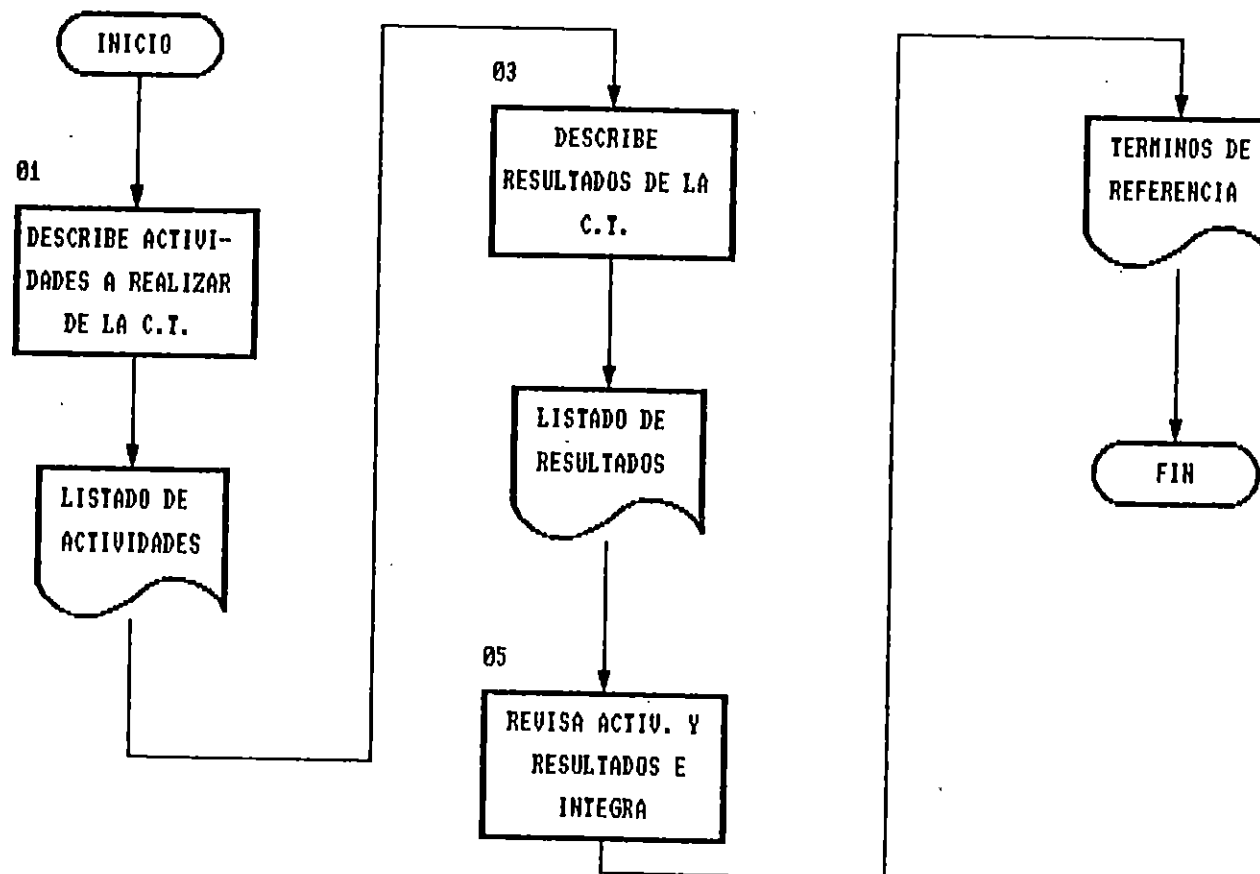 INICIO
01
DESCRIBE ACTIVI-
DADES A REALIZAR
DE LA C.T.
LISTADO DE
ACTIVIDADES
03
DESCRIBE
RESULTADOS DE LA
C.T.
LISTADO DE
RESULTADOS
05
REVISA ACTIV. Y
RESULTADOS E
INTEGRA
TERMINOS DE
REFERENCIA
FIN